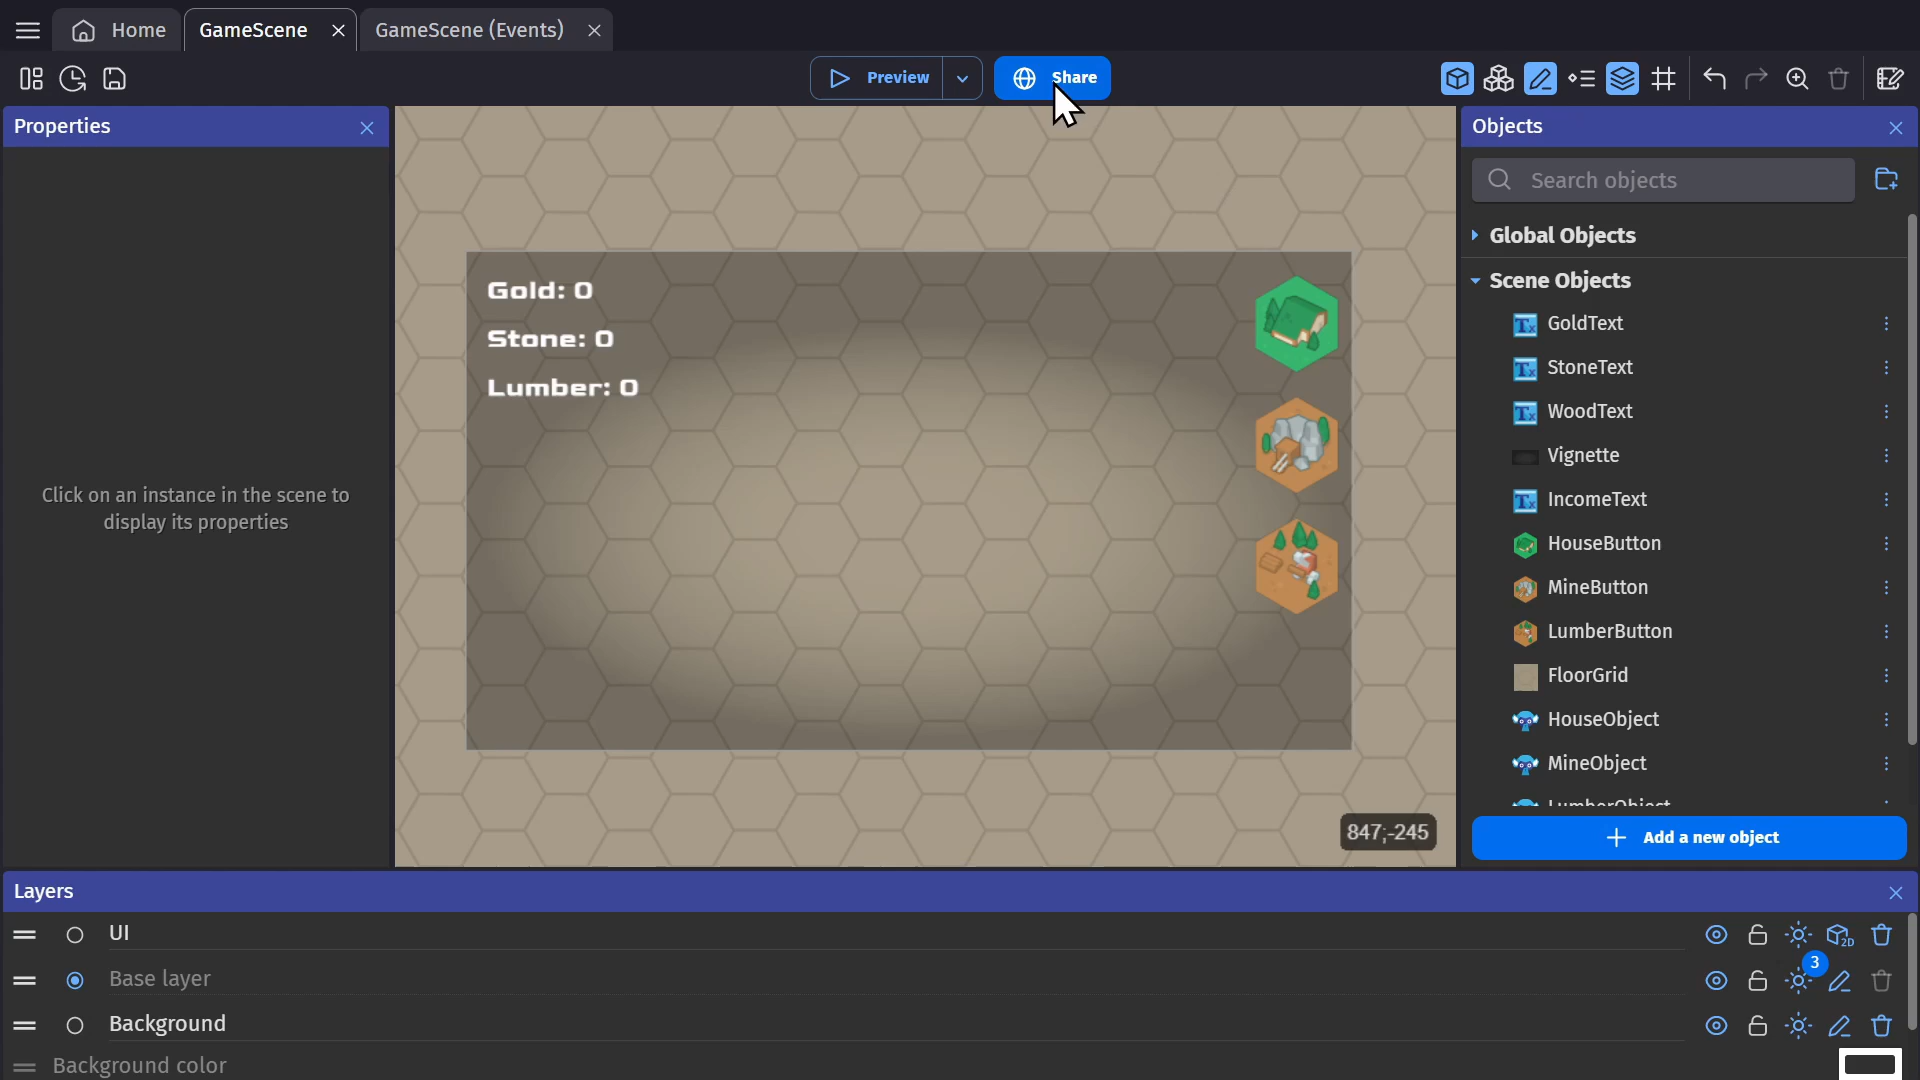 Home
GameScene
GameScene (Events)
Preview
Share
Properties
Click on an instance in the scene to
display its properties
Gold: 0
Stone: 0
Lumber: 0
847;-245
Objects
Search objects
Global Objects
Scene Objects
GoldText
StoneText
WoodText
Vignette
IncomeText
HouseButton
MineButton
LumberButton
FloorGrid
HouseObject
MineObject
LumberObject
Add a new object
Layers
UI
2D
3
Base layer
Background
Background color